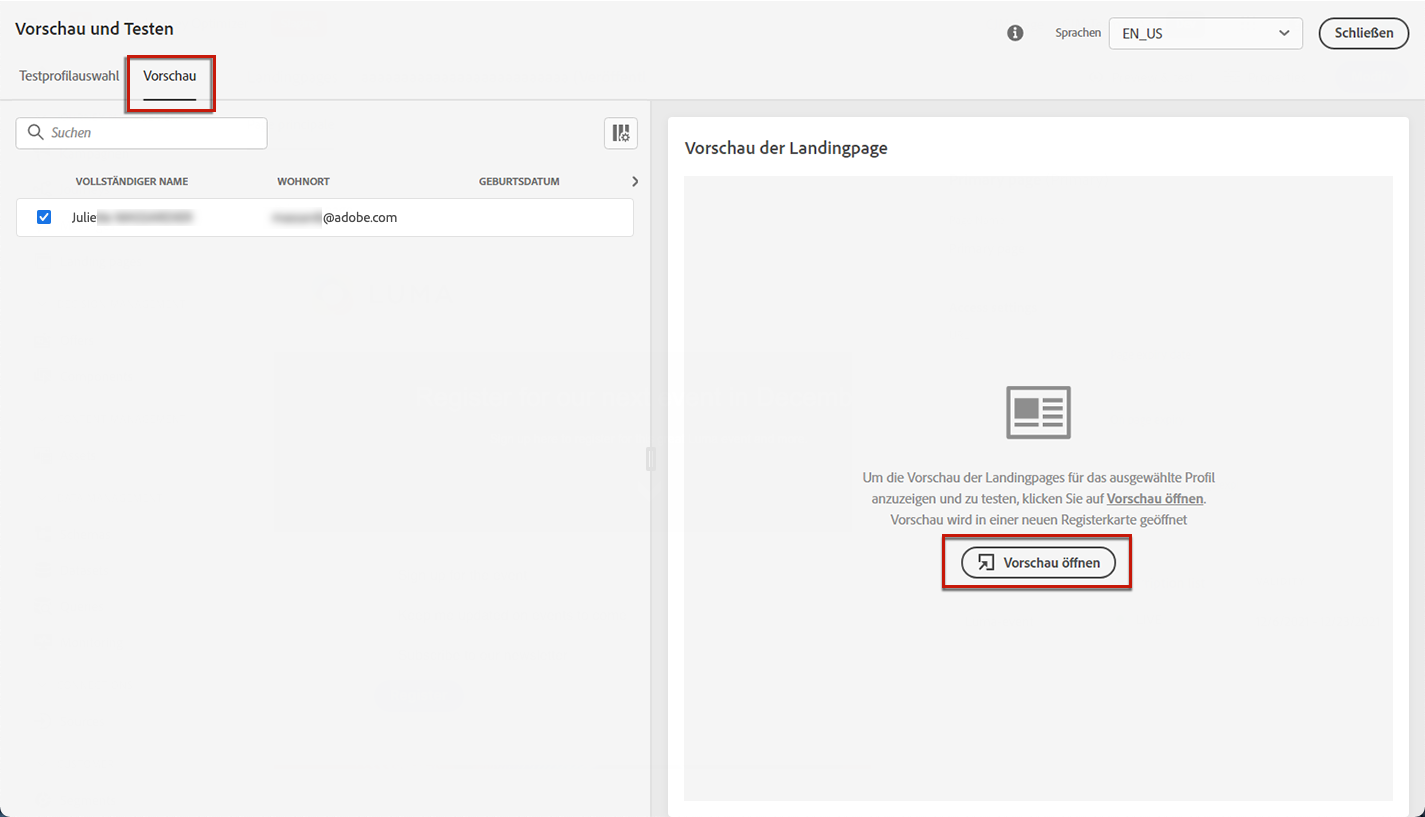 Vorschau und Testen
Sprachen
EN_US
Schließen
Testprofilauswahl
Vorschau
Suchen
VOLLSTÄNDIGER NAME
WOHNORT
GEBURTSDATUM
Julie
@adobe.com
Vorschau der Landingpage
Um die Vorschau der Landingpages für das ausgewählte Profil
anzuzeigen und zu testen, klicken Sie auf Vorschau öffnen.
Vorschau wird in einer neuen Registerkarte geöffnet
Vorschau öffnen